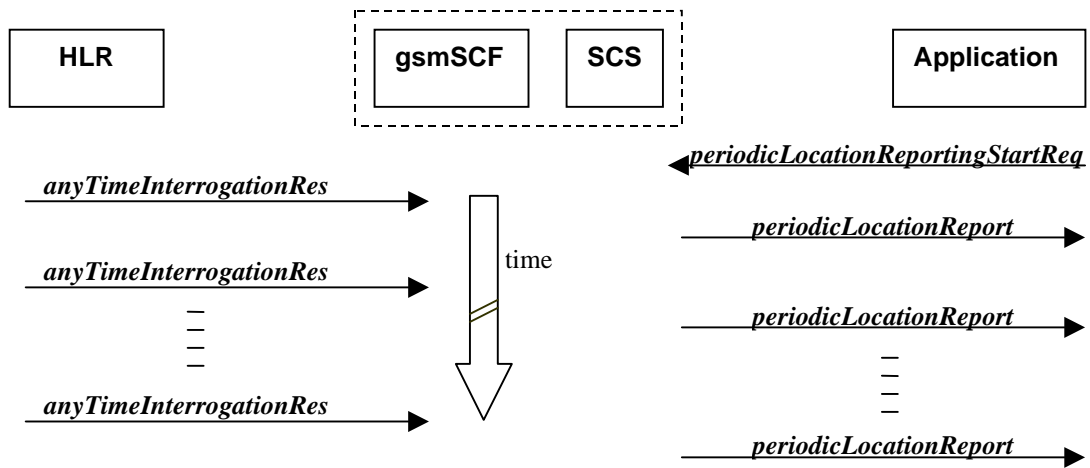 HLR
gsmSCF
SCS
Application
periodicLocationReportingStartReq
anyTimeInterrogationRes
periodicLocationReport
time
anyTimeInterrogationRes
periodicLocationReport
anyTimeInterrogationRes
periodicLocationReport